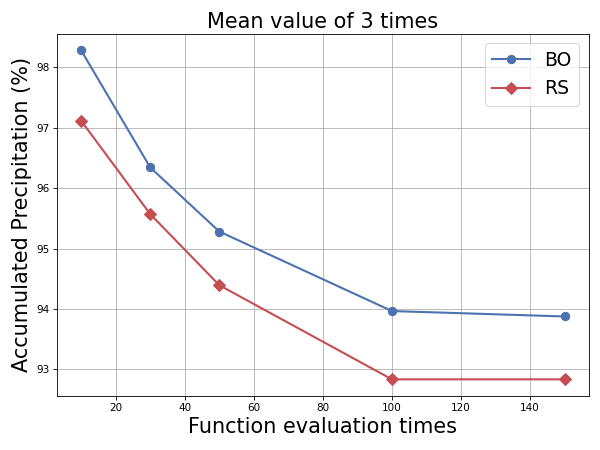 Mean value of 3 times
Accumulated Precipitation (%)
98
97
96
95
94
93
BO
RS
20 40 60 80 100 120 140
Function evaluation times